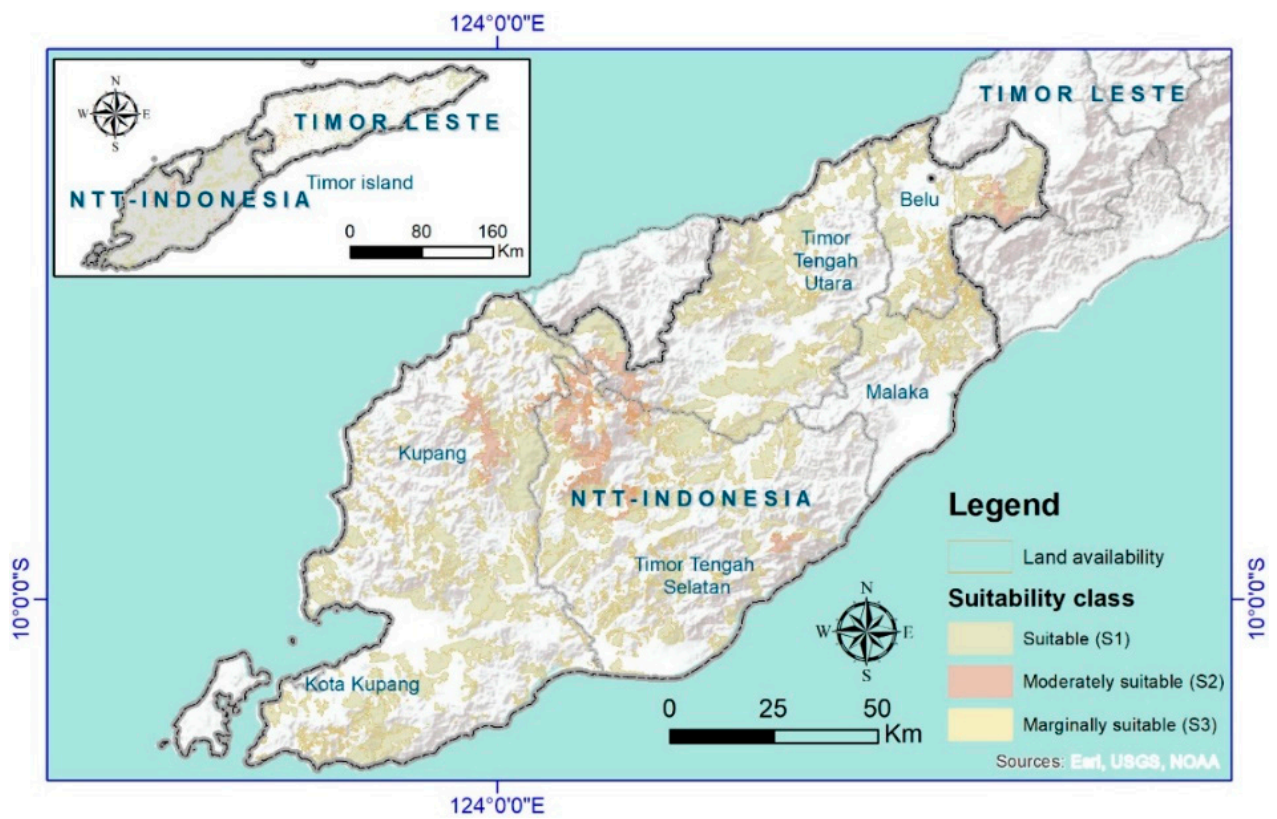 124°0'0"E
N
W E
S
TIMOR LESTE
NTT-INDONESIA
Timor island
0 80 160
Km
TIMOR LESTE
Belu
Timor
Tengah
Utara
Malaka
Kupang
NTT-INDONESIA
Timor Tengah
Selatan
Kota Kupang
10°0'0"S
10°0'0"S
N
W E
S
0 25 50
Km
Legend
Land availability
Suitability class
Suitable (S1)
Moderately suitable (S2)
Marginally suitable (S3)
Sources: Esri, USGS, NOAA
124°0'0"E